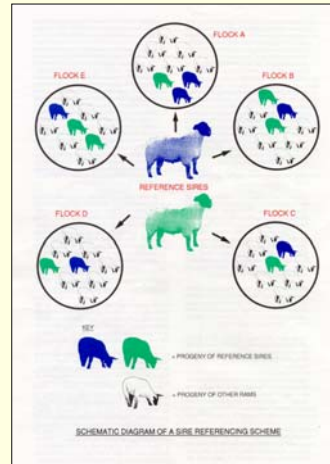 FLOCK A
FLOCK E
FLOCK B
REFERENCE SIRES
FLOCK D
FLOCK C
KEY
= PROGENY OF REFERENCE SIRES
= PROGENY OF OTHER RAMS
SCHEMATIC DIAGRAM OF A SIRE REFERENCING SCHEME